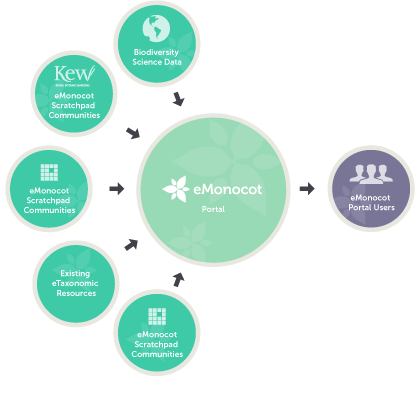 Biodiversity
Science Data
Kew
eMonocot
Scratchpad
Communities
eMonocot
Scratchpad
Communities
eMonocot
Portal
eMonocot
Portal Users
Existing
eTaxonomic
Resources
eMonocot
Scratchpad
Communities